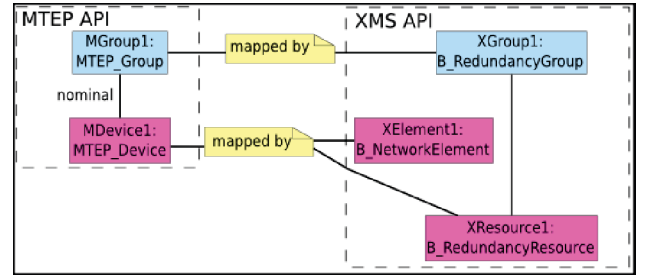 MTEP API
XMS API
MGroup1:
MTEP_Group
mapped by
XGroup1:
B_RedundancyGroup
nominal
MDevice1:
MTEP_Device
mapped by
XElement1:
B_NetworkElement
XResource1:
B_RedundancyResource